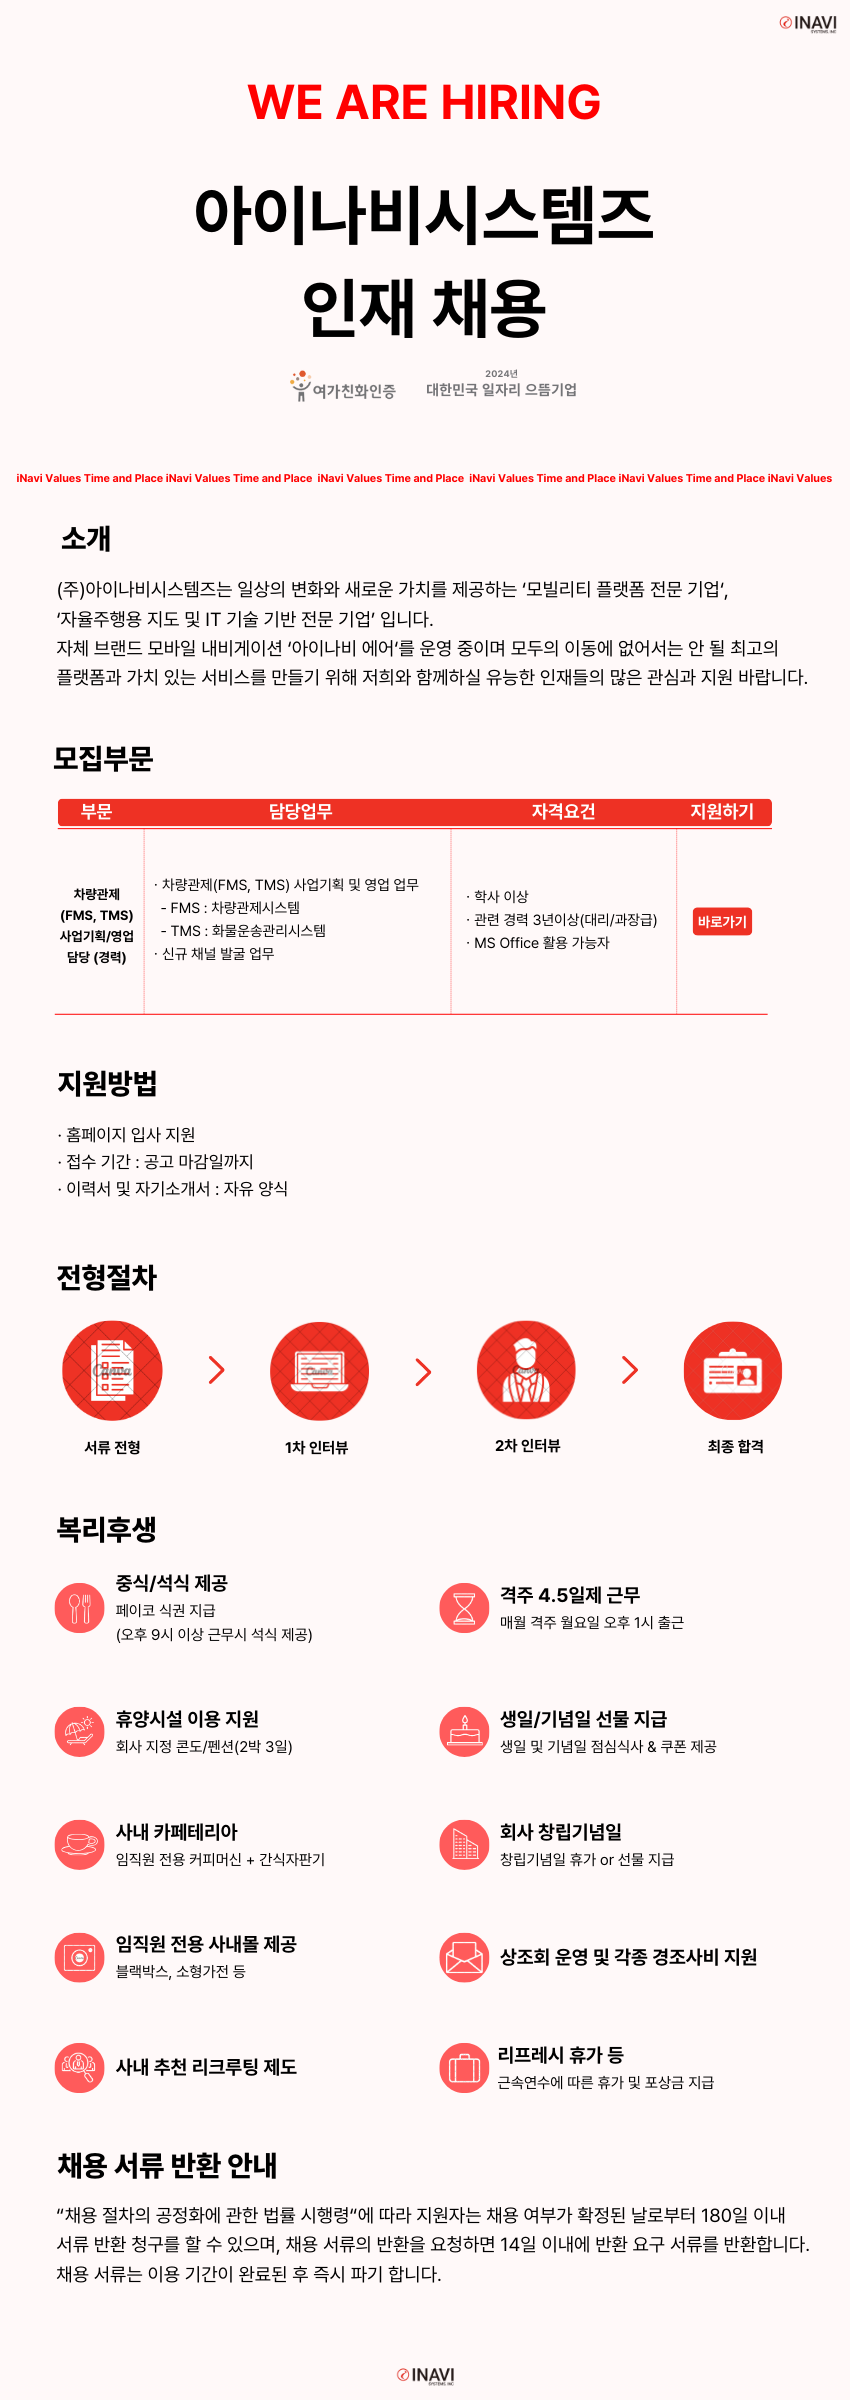 INAVI
SYSTEMS INC
WE ARE HIRING
아이나비시스템즈
인재 채용
여가친화인증
2024년
대한민국 일자리 으뜸기업
iNavi Values Time and Place iNavi Values Time and Place iNavi Values Time and Place iNavi Values Time and Place iNavi Values Time and Place iNavi Values
소개
(주)아이나비시스템즈는 일상의 변화와 새로운 가치를 제공하는 ‘모빌리티 플랫폼 전문 기업‘,
‘자율주행용 지도 및 IT 기술 기반 전문 기업’ 입니다.
자체 브랜드 모바일 내비게이션 ‘아이나비 에어‘를 운영 중이며 모두의 이동에 없어서는 안 될 최고의
플랫폼과 가치 있는 서비스를 만들기 위해 저희와 함께하실 유능한 인재들의 많은 관심과 지원 바랍니다.
모집부문
부문 담당업무 자격요건 지원하기
차량관제
(FMS, TMS)
사업기획/영업
담당 (경력)
· 차량관제(FMS, TMS) 사업기획 및 영업 업무
- FMS : 차량관제시스템
- TMS : 화물운송관리시스템
· 신규 채널 발굴 업무
· 학사 이상
· 관련 경력 3년이상(대리/과장급)
· MS Office 활용 가능자
바로가기
지원방법
· 홈페이지 입사 지원
· 접수 기간 : 공고 마감일까지
· 이력서 및 자기소개서 : 자유 양식
전형절차
Canva
서류 전형
1차 인터뷰
2차 인터뷰
최종 합격
복리후생
중식/석식 제공
페이코 식권 지급
(오후 9시 이상 근무시 석식 제공)
격주 4.5일제 근무
매월 격주 월요일 오후 1시 출근
휴양시설 이용 지원
회사 지정 콘도/펜션(2박 3일)
생일/기념일 선물 지급
생일 및 기념일 점심식사 & 쿠폰 제공
사내 카페테리아
임직원 전용 커피머신 + 간식자판기
회사 창립기념일
창립기념일 휴가 or 선물 지급
임직원 전용 사내몰 제공
블랙박스, 소형가전 등
상조회 운영 및 각종 경조사비 지원
사내 추천 리크루팅 제도
리프레시 휴가 등
근속연수에 따른 휴가 및 포상금 지급
채용 서류 반환 안내
“채용 절차의 공정화에 관한 법률 시행령“에 따라 지원자는 채용 여부가 확정된 날로부터 180일 이내
서류 반환 청구를 할 수 있으며, 채용 서류의 반환을 요청하면 14일 이내에 반환 요구 서류를 반환합니다.
채용 서류는 이용 기간이 완료된 후 즉시 파기 합니다.
INAVI
SYSTEMS INC